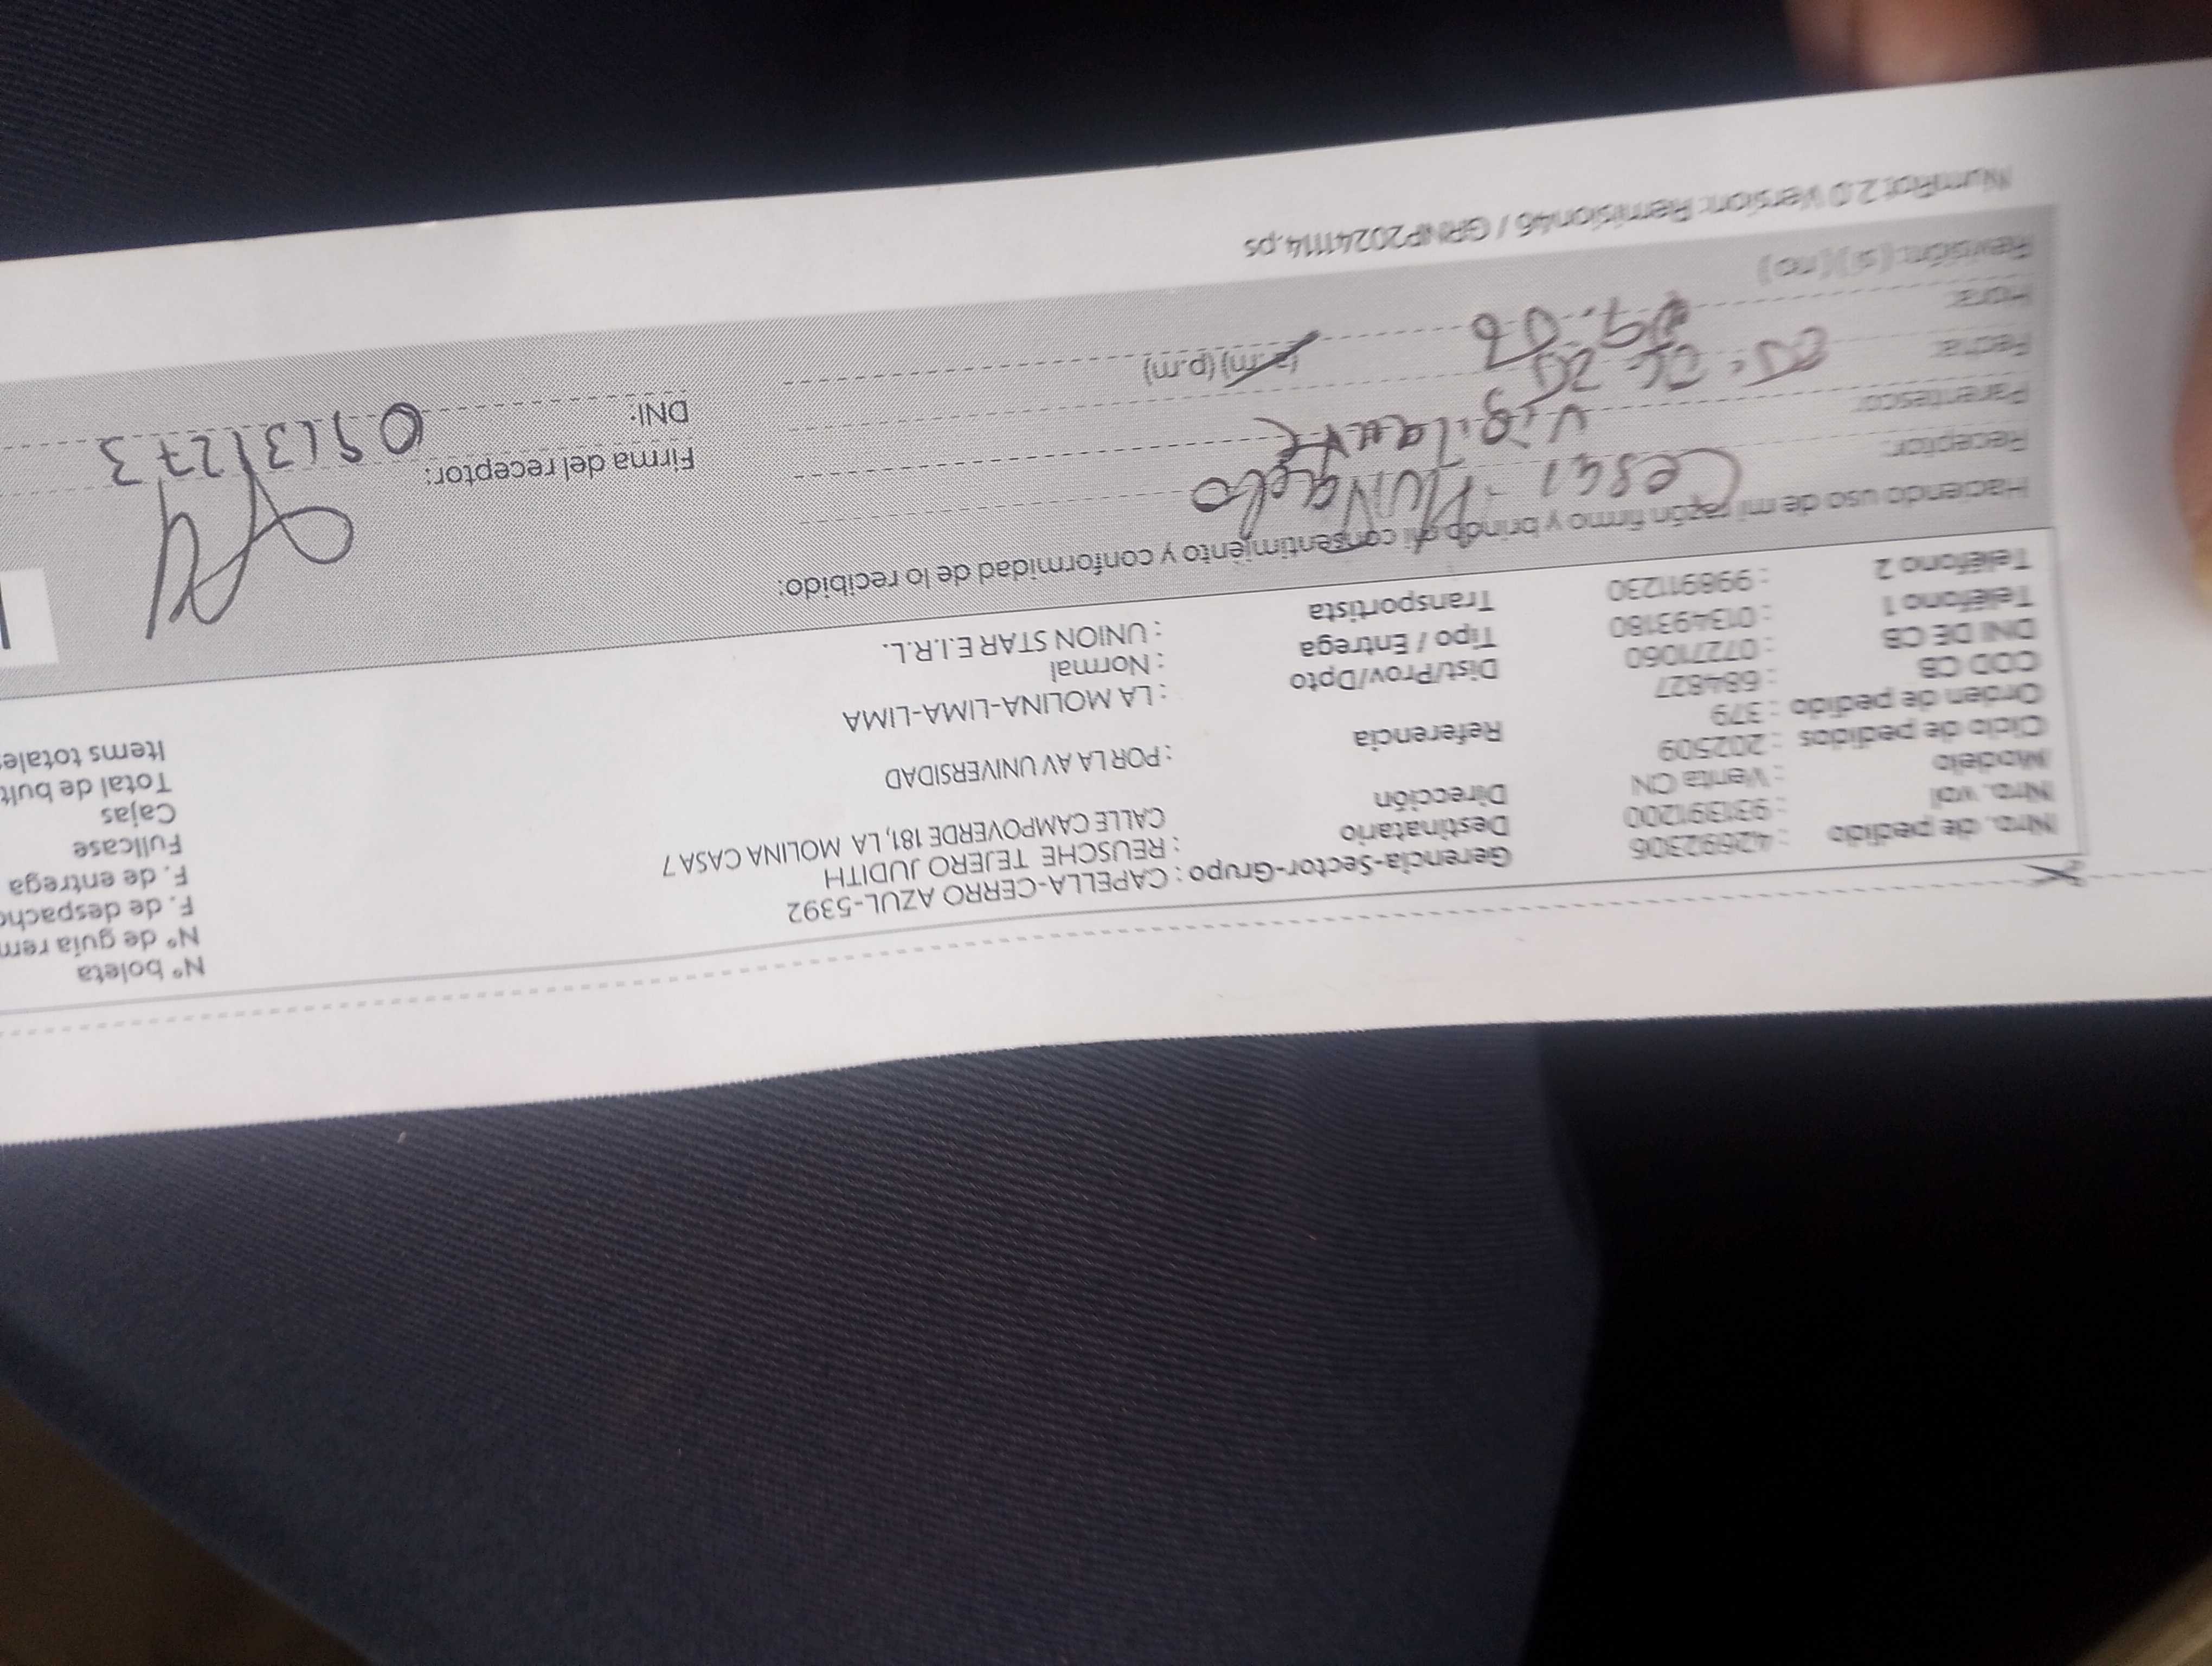 Nro. de pedido : 426692306
Nro. vol : 931391200
Modelo : Venta CN
Ciclo de pedidos : 202509
Orden de pedido : 379
COD CB : 684827
DNI DE CB : 07271060
Teléfono 1 : 013493180
Teléfono 2 : 998911230
Gerencia-Sector-Grupo : CAPELLA-CERRO AZUL-5392
Destinatario : REUSCHE TEJERO JUDITH
Dirección CALLE CAMPOVERDE 181, LA MOLINA CASA 7
Referencia : POR LA AV UNIVERSIDAD
Dist/Prov/Dpto : LA MOLINA-LIMA-LIMA
Tipo / Entrega : Normal
Transportista : UNION STAR E.I.R.L.
N° boleta
N° de guía rem
F. de despacho
F. de entrega
Fullcase
Cajas
Total de bult
Items totale
Haciendo uso de mi razón firmo y brindo mi consentimiento y conformidad de lo recibido:
Receptor: Cesar
Parentesco: Vigilante
Fecha:
Hora: (a.m) (p.m)
Revisión: (sí) (no)
Firma del receptor:
DNI:
NumRot 2.0 Version: Remision46 / GRNP20241114.ps